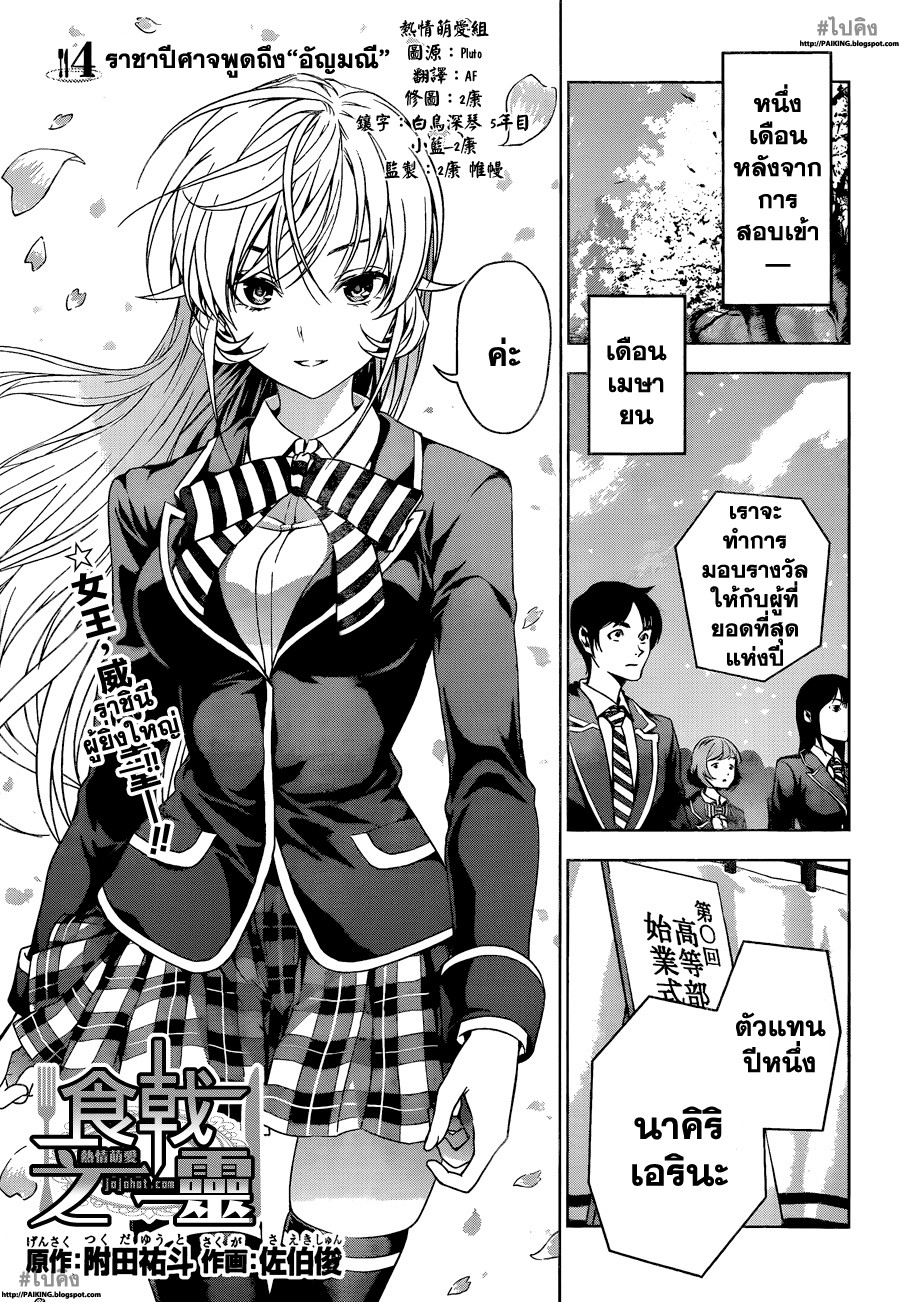 #ไปคิง
http://PAIKING.blogspot.com
หนึ่ง
เดือน
หลังจาก
การ
สอบเข้า
—
เดือน
เมษา
ยน
เราจะ
ทำการ
มอบรางวัล
ให้กับผู้ที่
ยอดที่สุด
แห่งปี
第〇回
高等部
始業式
ตัวแทน
ปีหนึ่ง
นาคิริ
เอรินะ
4 ราชาปีศาจพูดถึง“อัญมณี”
熱情萌愛組
圖源：Pluto
翻譯：AF
修圖：2康
鑲字：白鳥深琴 5年目
小藍 2康
監製：2康 帷幔
ค่ะ
☆女王，威
ราชินี
ผู้ยิ่งใหญ่
!!
食戟
之靈
熱情萌愛
jojohot.com
げんさく つくだゆうと さくが さえきしゅん
原作:附田祐斗 作画:佐伯俊
#ไปคิง
http://PAIKING.blogspot.com